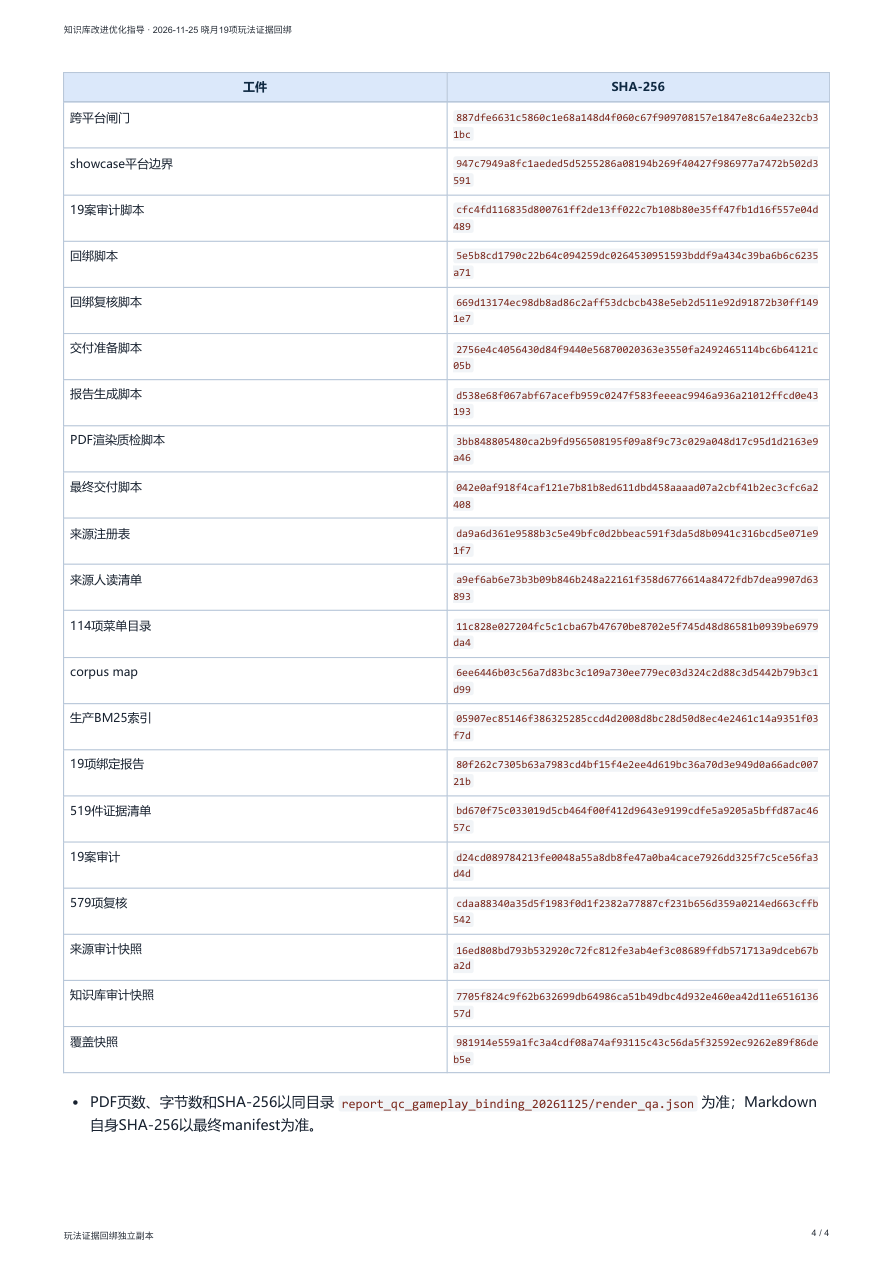 知识库改进优化指导 · 2026-11-25 晓月19项玩法证据回绑
工件 SHA-256
跨平台闸门 887dfe6631c5860c1e68a148d4f060c67f909708157e1847e8c6a4e232cb3
1bc
showcase平台边界 947c7949a8fc1aeded5d5255286a08194b269f40427f986977a7472b502d3
591
19案审计脚本 cfc4fd116835d800761ff2de13ff022c7b108b80e35ff47fb1d16f557e04d
489
回绑脚本 5e5b8cd1790c22b64c094259dc0264530951593bddf9a434c39ba6b6c6235
a71
回绑复核脚本 669d13174ec98db8ad86c2aff53dcbcb438e5eb2d511e92d91872b30ff149
1e7
交付准备脚本 2756e4c4056430d84f9440e56870020363e3550fa2492465114bc6b64121c
05b
报告生成脚本 d538e68f067abf67acefb959c0247f583feeeac9946a936a21012ffcd0e43
193
PDF渲染质检脚本 3bb848805480ca2b9fd956508195f09a8f9c73c029a048d17c95d1d2163e9
a46
最终交付脚本 042e0af918f4caf121e7b81b8ed611dbd458aaaad07a2cbf41b2ec3cfc6a2
408
来源注册表 da9a6d361e9588b3c5e49bfc0d2bbeac591f3da5d8b0941c316bcd5e071e9
1f7
来源人读清单 a9ef6ab6e73b3b09b846b248a22161f358d6776614a8472fdb7dea9907d63
893
114项菜单目录 11c828e027204fc5c1cba67b47670be8702e5f745d48d86581b0939be6979
da4
corpus map 6ee6446b03c56a7d83bc3c109a730ee779ec03d324c2d88c3d5442b79b3c1
d99
生产BM25索引 05907ec85146f386325285ccd4d2008d8bc28d50d8ec4e2461c14a9351f03
f7d
19项绑定报告 80f262c7305b63a7983cd4bf15f4e2ee4d619bc36a70d3e949d0a66adc007
21b
519件证据清单 bd670f75c033019d5cb464f00f412d9643e9199cdfe5a9205a5bffd87ac46
57c
19案审计 d24cd089784213fe0048a55a8db8fe47a0ba4cace7926dd325f7c5ce56fa3
d4d
579项复核 cdaa88340a35d5f1983f0d1f2382a77887cf231b656d359a0214ed663cffb
542
来源审计快照 16ed808bd793b532920c72fc812fe3ab4ef3c08689ffdb571713a9dceb67b
a2d
知识库审计快照 7705f824c9f62b632699db64986ca51b49dbc4d932e460ea42d11e6516136
57d
覆盖快照 981914e559a1fc3a4cdf08a74af93115c43c56da5f32592ec9262e89f86de
b5e
• PDF页数、字节数和SHA-256以同目录 report_qc_gameplay_binding_20261125/render_qa.json 为准；Markdown
自身SHA-256以最终manifest为准。
玩法证据回绑独立副本 4 / 4